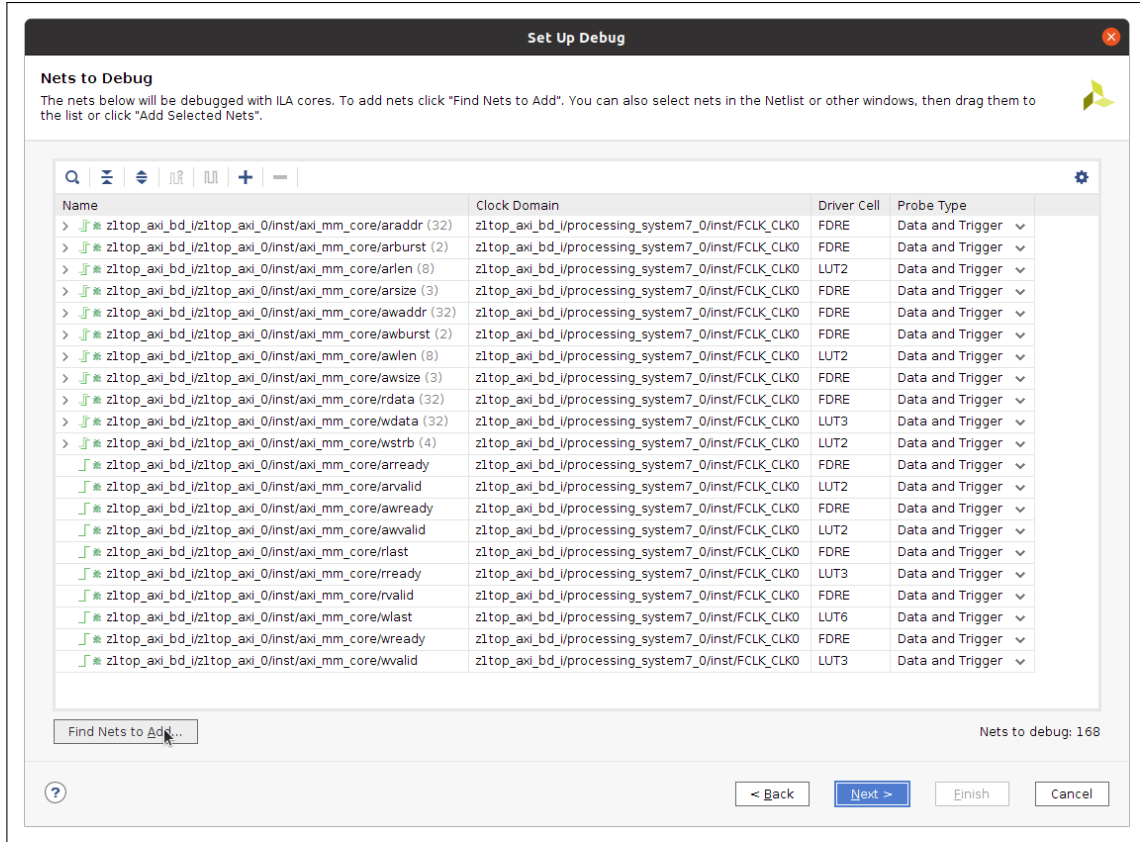 Set Up Debug
Nets to Debug
The nets below will be debugged with ILA cores. To add nets click "Find Nets to Add". You can also select nets in the Netlist or other windows, then drag them to
the list or click "Add Selected Nets".
Name Clock Domain Driver Cell Probe Type
z1top_axi_bd_i/z1top_axi_0/inst/axi_mm_core/araddr (32) z1top_axi_bd_i/processing_system7_0/inst/FCLK_CLK0 FDRE Data and Trigger
z1top_axi_bd_i/z1top_axi_0/inst/axi_mm_core/arburst (2) z1top_axi_bd_i/processing_system7_0/inst/FCLK_CLK0 FDRE Data and Trigger
z1top_axi_bd_i/z1top_axi_0/inst/axi_mm_core/arlen (8) z1top_axi_bd_i/processing_system7_0/inst/FCLK_CLK0 LUT2 Data and Trigger
z1top_axi_bd_i/z1top_axi_0/inst/axi_mm_core/arsize (3) z1top_axi_bd_i/processing_system7_0/inst/FCLK_CLK0 FDRE Data and Trigger
z1top_axi_bd_i/z1top_axi_0/inst/axi_mm_core/awaddr (32) z1top_axi_bd_i/processing_system7_0/inst/FCLK_CLK0 FDRE Data and Trigger
z1top_axi_bd_i/z1top_axi_0/inst/axi_mm_core/awburst (2) z1top_axi_bd_i/processing_system7_0/inst/FCLK_CLK0 FDRE Data and Trigger
z1top_axi_bd_i/z1top_axi_0/inst/axi_mm_core/awlen (8) z1top_axi_bd_i/processing_system7_0/inst/FCLK_CLK0 LUT2 Data and Trigger
z1top_axi_bd_i/z1top_axi_0/inst/axi_mm_core/awsize (3) z1top_axi_bd_i/processing_system7_0/inst/FCLK_CLK0 FDRE Data and Trigger
z1top_axi_bd_i/z1top_axi_0/inst/axi_mm_core/rdata (32) z1top_axi_bd_i/processing_system7_0/inst/FCLK_CLK0 FDRE Data and Trigger
z1top_axi_bd_i/z1top_axi_0/inst/axi_mm_core/wdata (32) z1top_axi_bd_i/processing_system7_0/inst/FCLK_CLK0 LUT3 Data and Trigger
z1top_axi_bd_i/z1top_axi_0/inst/axi_mm_core/wstrb (4) z1top_axi_bd_i/processing_system7_0/inst/FCLK_CLK0 LUT2 Data and Trigger
z1top_axi_bd_i/z1top_axi_0/inst/axi_mm_core/arready z1top_axi_bd_i/processing_system7_0/inst/FCLK_CLK0 FDRE Data and Trigger
z1top_axi_bd_i/z1top_axi_0/inst/axi_mm_core/arvalid z1top_axi_bd_i/processing_system7_0/inst/FCLK_CLK0 LUT2 Data and Trigger
z1top_axi_bd_i/z1top_axi_0/inst/axi_mm_core/awready z1top_axi_bd_i/processing_system7_0/inst/FCLK_CLK0 FDRE Data and Trigger
z1top_axi_bd_i/z1top_axi_0/inst/axi_mm_core/awvalid z1top_axi_bd_i/processing_system7_0/inst/FCLK_CLK0 LUT2 Data and Trigger
z1top_axi_bd_i/z1top_axi_0/inst/axi_mm_core/rlast z1top_axi_bd_i/processing_system7_0/inst/FCLK_CLK0 FDRE Data and Trigger
z1top_axi_bd_i/z1top_axi_0/inst/axi_mm_core/rready z1top_axi_bd_i/processing_system7_0/inst/FCLK_CLK0 LUT3 Data and Trigger
z1top_axi_bd_i/z1top_axi_0/inst/axi_mm_core/rvalid z1top_axi_bd_i/processing_system7_0/inst/FCLK_CLK0 FDRE Data and Trigger
z1top_axi_bd_i/z1top_axi_0/inst/axi_mm_core/wlast z1top_axi_bd_i/processing_system7_0/inst/FCLK_CLK0 LUT6 Data and Trigger
z1top_axi_bd_i/z1top_axi_0/inst/axi_mm_core/wready z1top_axi_bd_i/processing_system7_0/inst/FCLK_CLK0 FDRE Data and Trigger
z1top_axi_bd_i/z1top_axi_0/inst/axi_mm_core/wvalid z1top_axi_bd_i/processing_system7_0/inst/FCLK_CLK0 LUT3 Data and Trigger
Find Nets to Add... Nets to debug: 168
? < Back Next > Finish Cancel